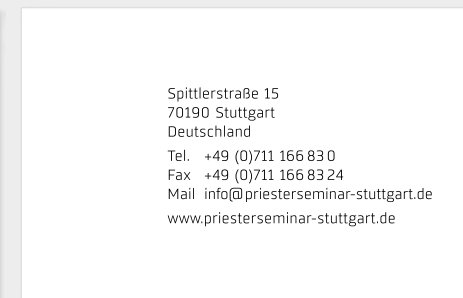 Spittlerstraße 15
70190 Stuttgart
Deutschland
Tel. +49 (0)711 166 83 0
Fax +49 (0)711 166 83 24
Mail info@priesterseminar-stuttgart.de
www.priesterseminar-stuttgart.de